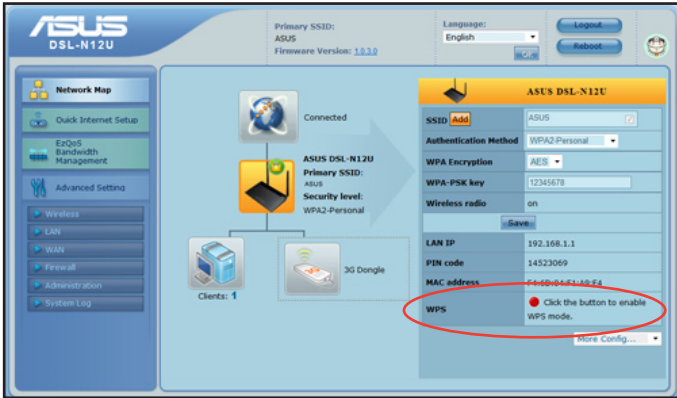 ASUS
DSL-N12U
Primary SSID:
ASUS
Firmware Version: 1.0.3.0
Language:
English
OK
Logout
Reboot
Network Map
Quick Internet Setup
EzQoS
Bandwidth
Management
Advanced Setting
Wireless
LAN
WAN
Firewall
Administration
System Log
Connected
ASUS DSL-N12U
Primary SSID:
ASUS
Security level:
WPA2-Personal
Clients: 1
3G Dongle
ASUS DSL-N12U
SSID Add ASUS
Authentication Method WPA2-Personal
WPA Encryption AES
WPA-PSK key 12345678
Wireless radio on
Save
LAN IP 192.168.1.1
PIN code 14523069
MAC address
WPS Click the button to enable
WPS mode.
More Config...